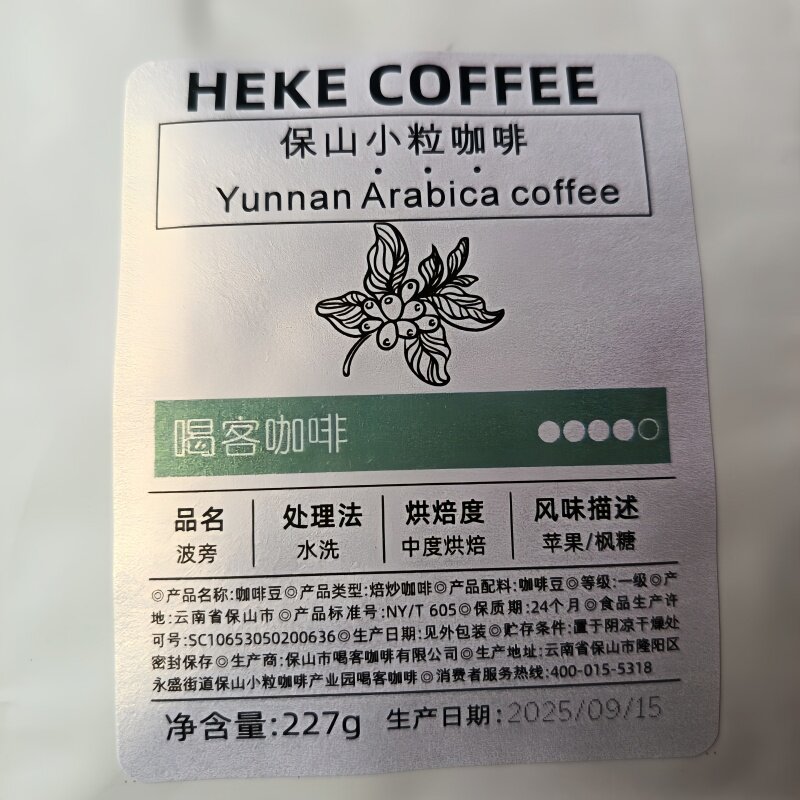 HEKE COFFEE
保山小粒咖啡
Yunnan Arabica coffee
喝客咖啡
品名 处理法 烘焙度 风味描述
波旁 水洗 中度烘焙 苹果/枫糖
◎产品名称:咖啡豆◎产品类型:焙炒咖啡◎产品配料:咖啡豆◎等级:一级◎产
地:云南省保山市◎产品标准号:NY/T 605◎保质期:24个月◎食品生产许
可号:SC10653050200636◎生产日期:见外包装◎贮存条件:置于阴凉干燥处
密封保存◎生产商:保山市喝客咖啡有限公司◎生产地址:云南省保山市隆阳区
永盛街道保山小粒咖啡产业园喝客咖啡◎消费者服务热线:400-015-5318
净含量:227g 生产日期:2025/09/15